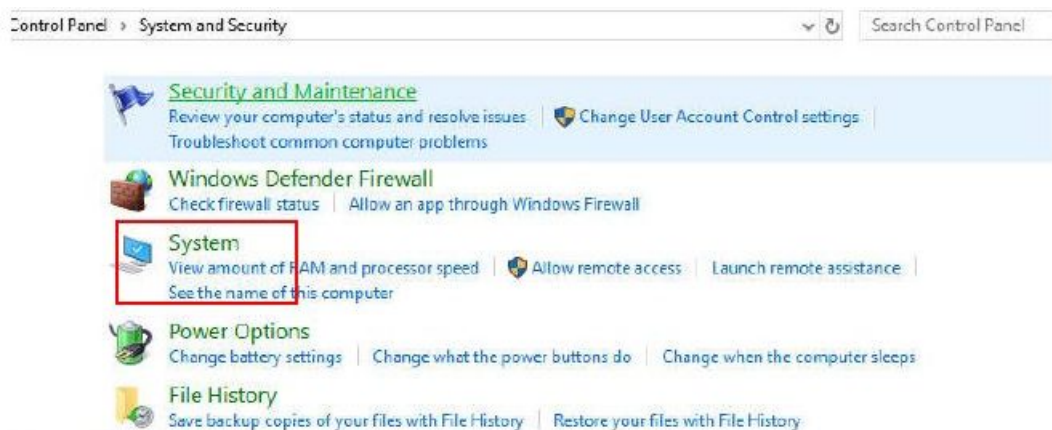 Control Panel › System and Security Search Control Panel
Security and Maintenance
Review your computer's status and resolve issues Change User Account Control settings
Troubleshoot common computer problems
Windows Defender Firewall
Check firewall status Allow an app through Windows Firewall
System
View amount of RAM and processor speed Allow remote access Launch remote assistance
See the name of this computer
Power Options
Change battery settings Change what the power buttons do Change when the computer sleeps
File History
Save backup copies of your files with File History Restore your files with File History